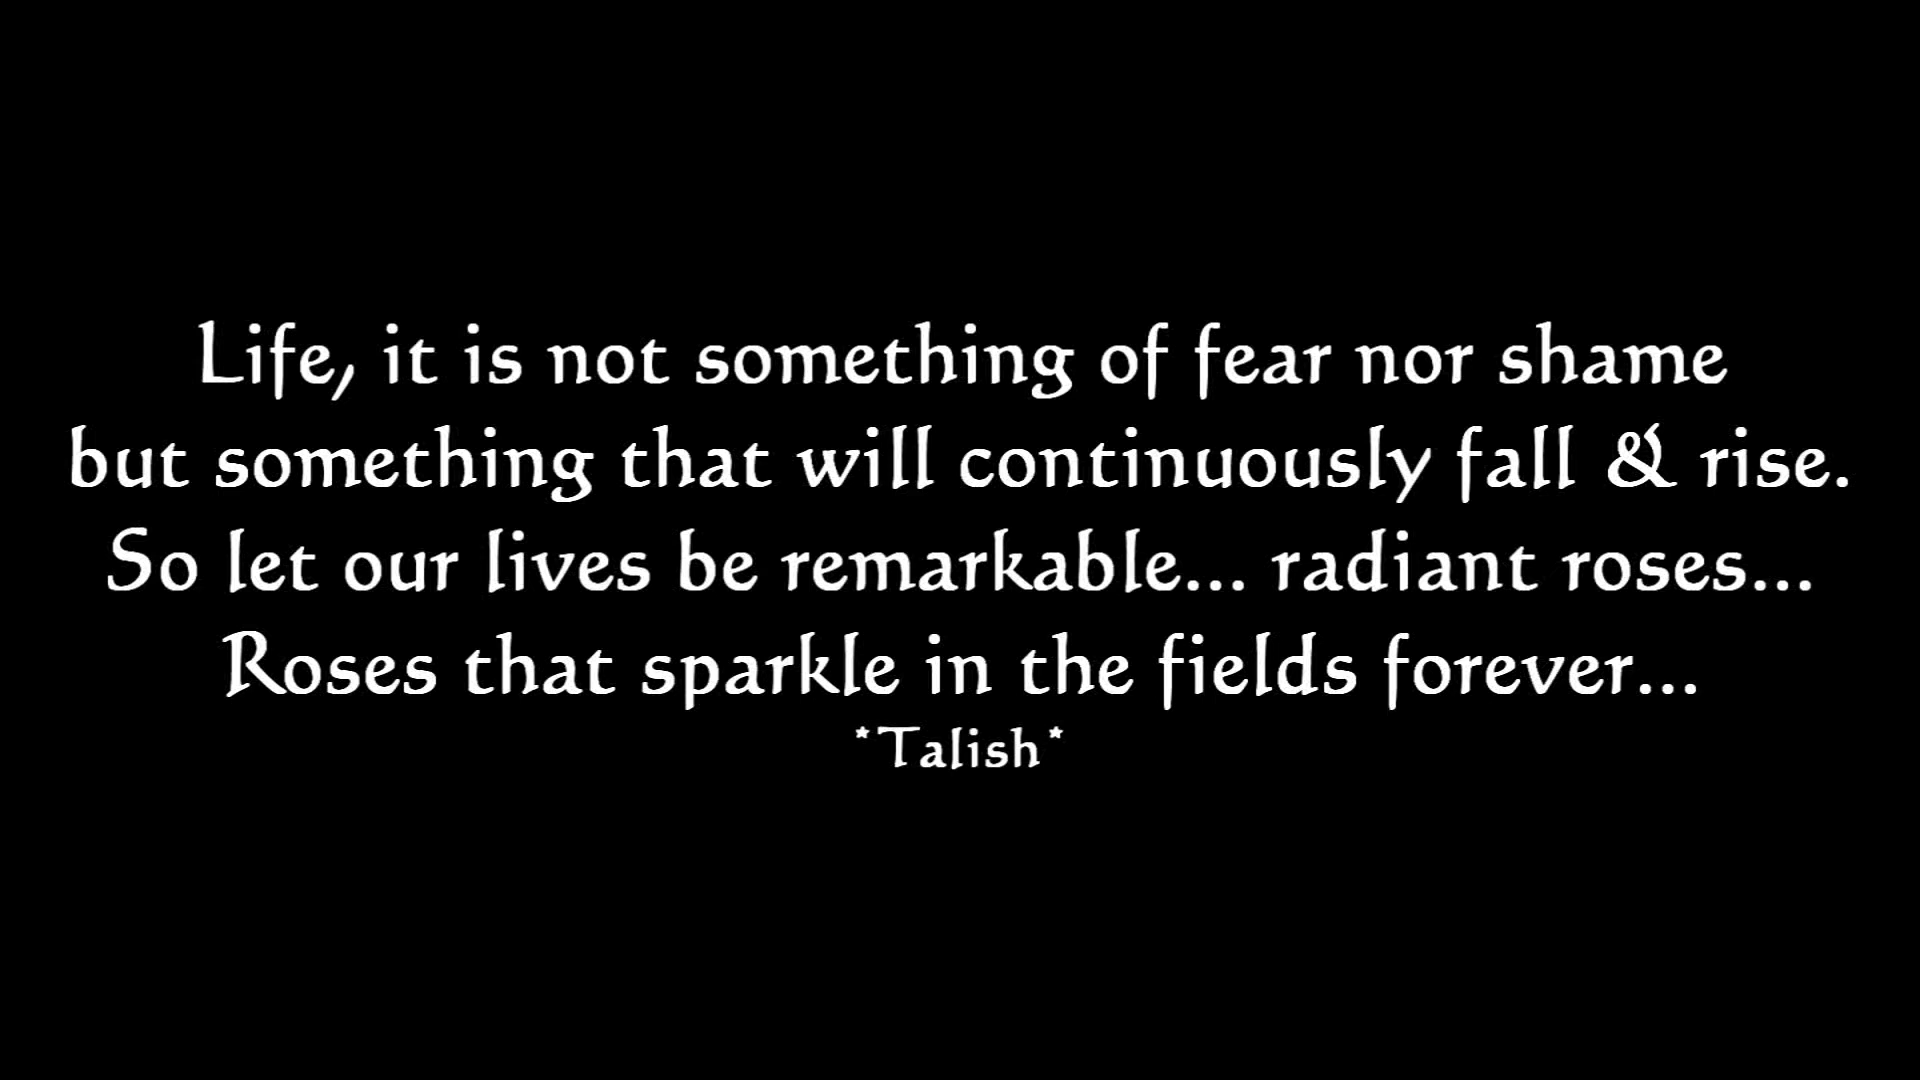 Life, it is not something of fear nor shame
but something that will continuously fall & rise.
So let our lives be remarkable... radiant roses...
Roses that sparkle in the fields forever...
*Talish*